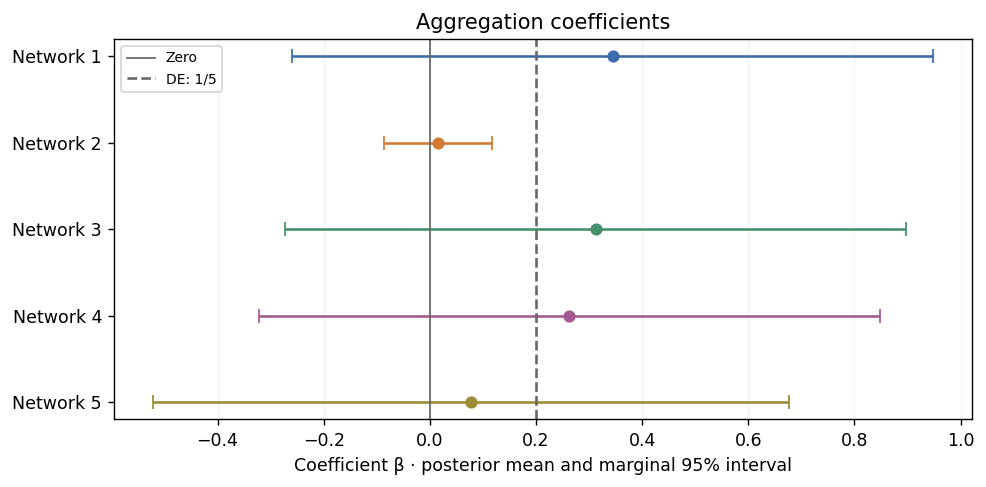 Aggregation coefficients
Zero
DE: 1/5
Network 1
Network 2
Network 3
Network 4
Network 5
−0.4 −0.2 0.0 0.2 0.4 0.6 0.8 1.0
Coefficient β · posterior mean and marginal 95% interval